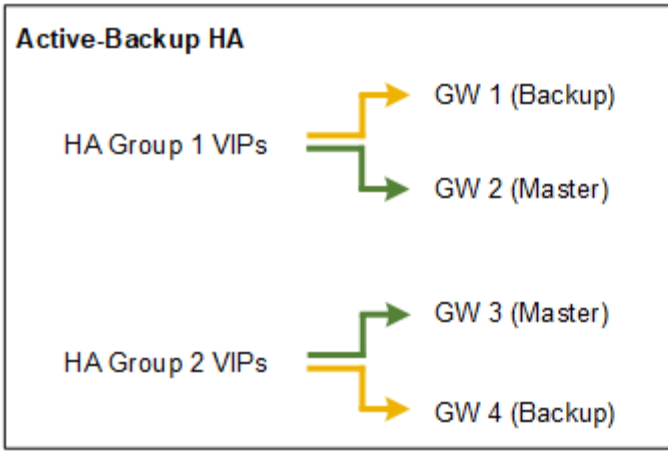 Active-Backup HA
GW 1 (Backup)
HA Group 1 VIPs
GW 2 (Master)
GW 3 (Master)
HA Group 2 VIPs
GW 4 (Backup)